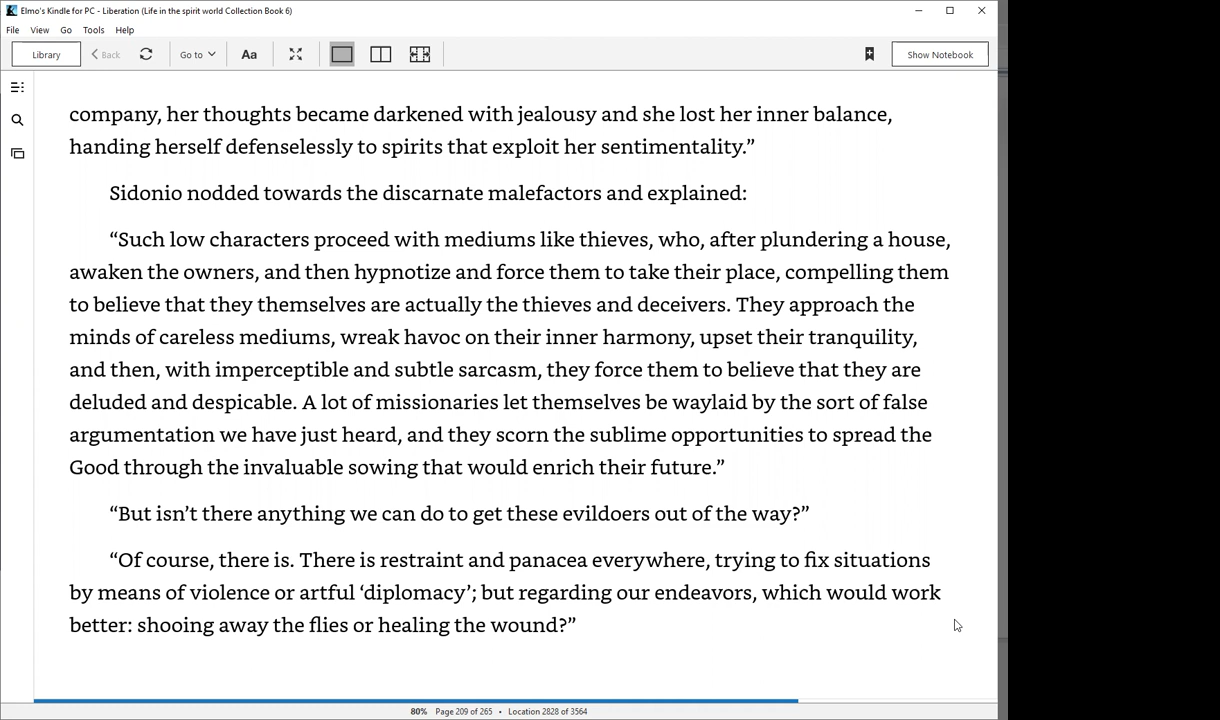 Elmo's Kindle for PC - Liberation (Life in the spirit world Collection Book 6)
File View Go Tools Help
Library Back Go to Aa Show Notebook
company, her thoughts became darkened with jealousy and she lost her inner balance,
handing herself defenselessly to spirits that exploit her sentimentality.”
Sidonio nodded towards the discarnate malefactors and explained:
“Such low characters proceed with mediums like thieves, who, after plundering a house,
awaken the owners, and then hypnotize and force them to take their place, compelling them
to believe that they themselves are actually the thieves and deceivers. They approach the
minds of careless mediums, wreak havoc on their inner harmony, upset their tranquility,
and then, with imperceptible and subtle sarcasm, they force them to believe that they are
deluded and despicable. A lot of missionaries let themselves be waylaid by the sort of false
argumentation we have just heard, and they scorn the sublime opportunities to spread the
Good through the invaluable sowing that would enrich their future.”
“But isn’t there anything we can do to get these evildoers out of the way?”
“Of course, there is. There is restraint and panacea everywhere, trying to fix situations
by means of violence or artful ‘diplomacy’; but regarding our endeavors, which would work
better: shooing away the flies or healing the wound?”
80% Page 209 of 265 • Location 2828 of 3564